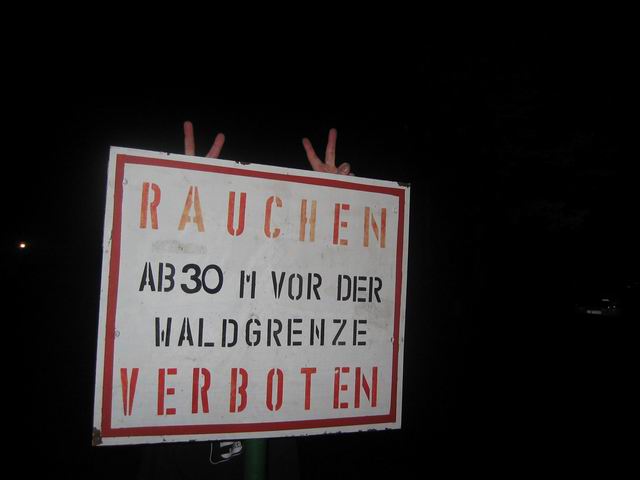 RAUCHEN
AB 30 M VOR DER
WALDGRENZE
VERBOTEN